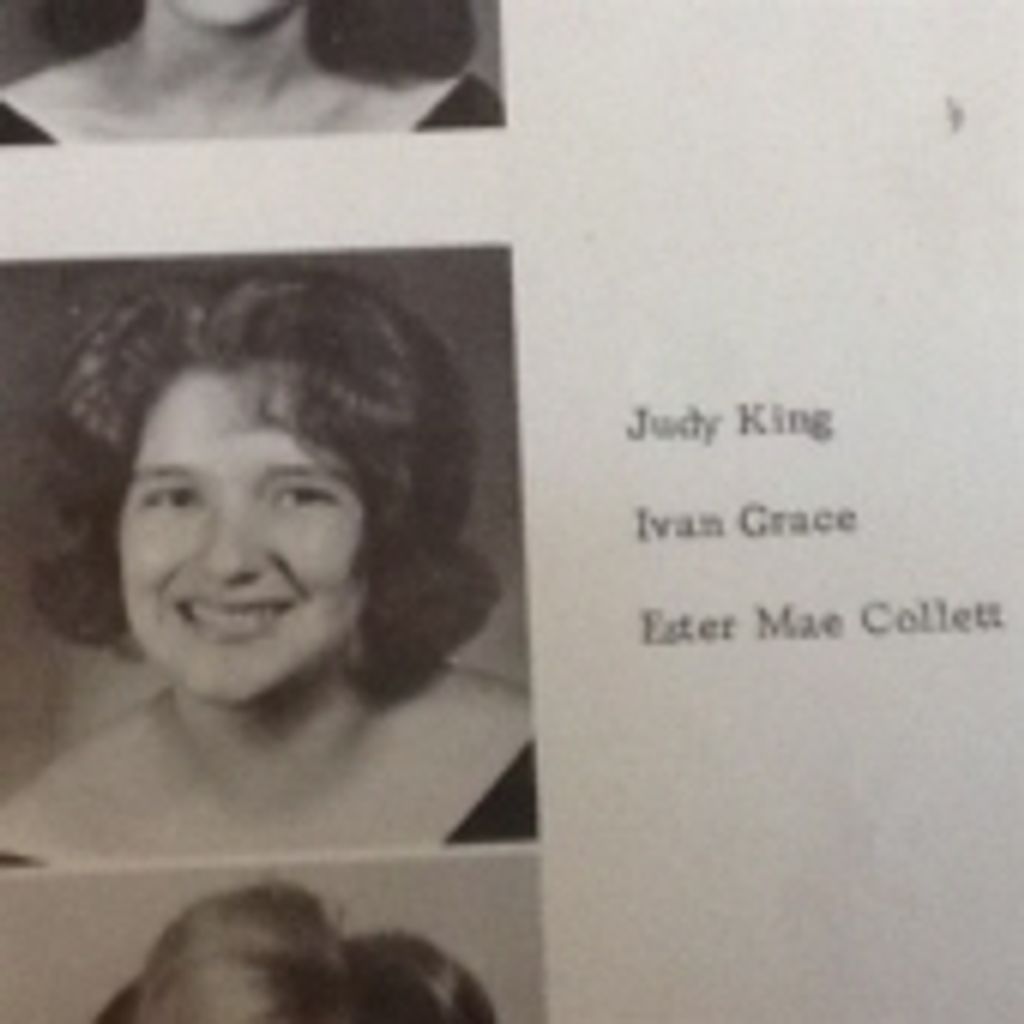 Judy King
Ivan Grace
Ester Mae Collett